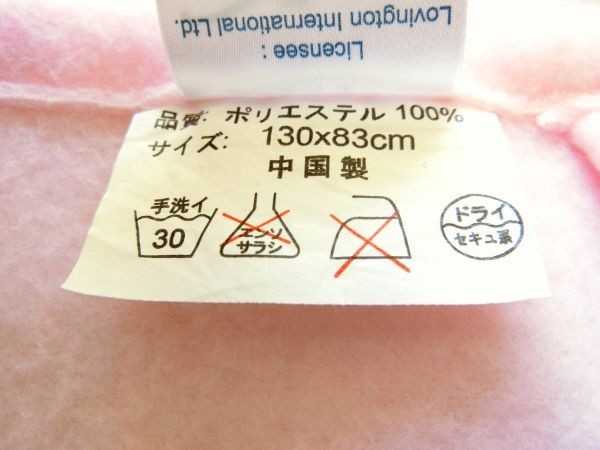 Licensee :
Lovington International Ltd.
品質: ポリエステル 100%
サイズ: 130x83cm
中国製
手洗イ
30
エンソ
サラシ
ドライ
セキユ系